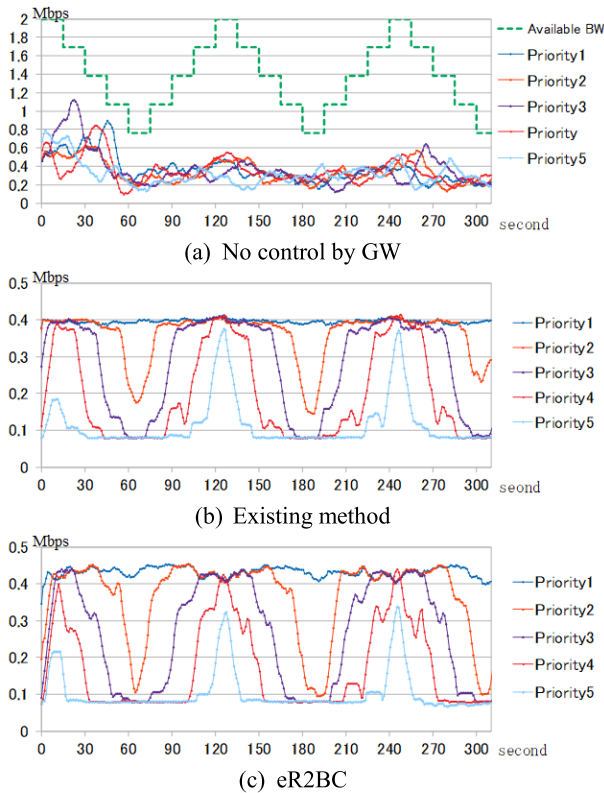 Mbps
2
1.8
1.6
1.4
1.2
1
0.8
0.6
0.4
0.2
0
0 30 60 90 120 150 180 210 240 270 300 second
Available BW
Priority1
Priority2
Priority3
Priority
Priority5
(a) No control by GW
Mbps
0.5
0.4
0.3
0.2
0.1
0
0 30 60 90 120 150 180 210 240 270 300 seond
Priority1
Priority2
Priority3
Priority4
Priority5
(b) Existing method
Mbps
0.5
0.4
0.3
0.2
0.1
0
0 30 60 90 120 150 180 210 240 270 300 second
Priority1
Priority2
Priority3
Priority4
Priority5
(c) eR2BC